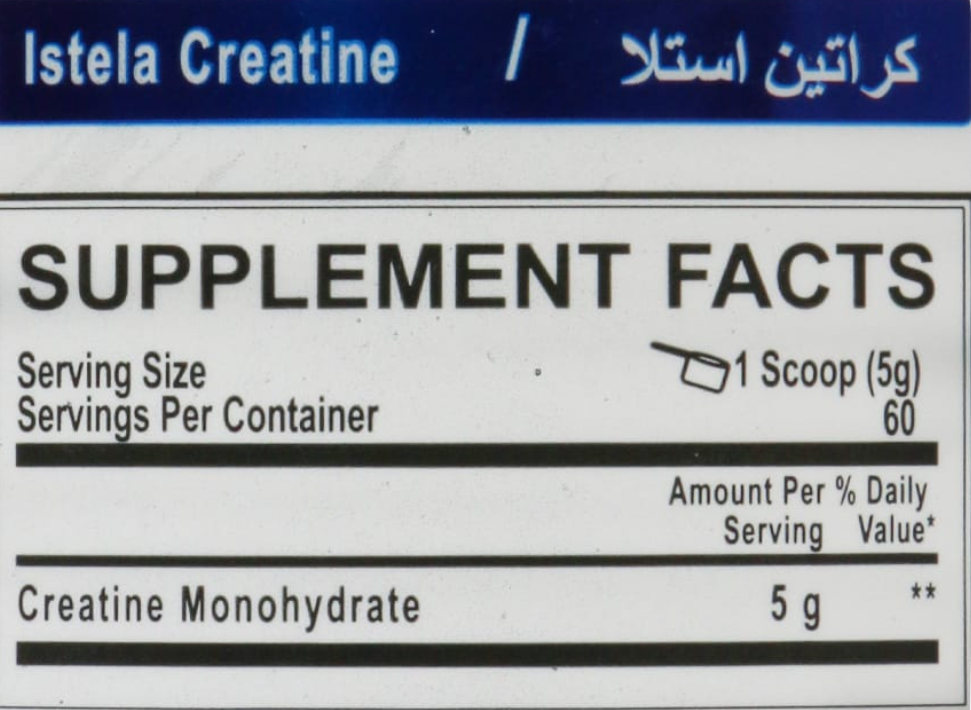 Istela Creatine / كراتين استلا
SUPPLEMENT FACTS
Serving Size 1 Scoop (5g)
Servings Per Container 60
Amount Per % Daily
Serving Value*
Creatine Monohydrate 5 g **